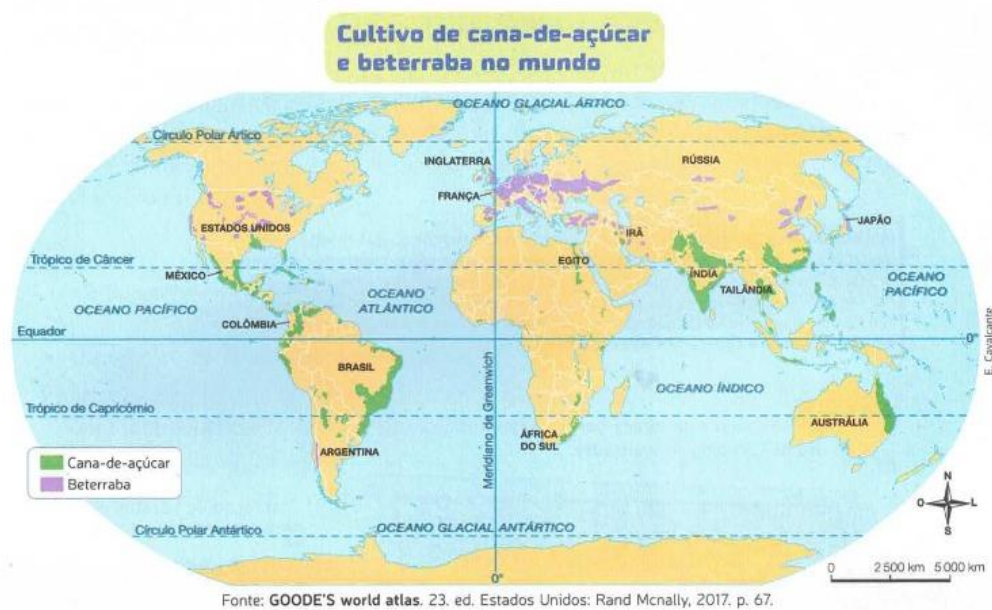 Cultivo de cana-de-açúcar
e beterraba no mundo
OCEANO GLACIAL ÁRTICO
Círculo Polar Ártico
INGLATERRA
RÚSSIA
FRANÇA
ESTADOS UNIDOS
JAPÃO
IRÃ
Trópico de Câncer
EGITO
MÉXICO
ÍNDIA
TAILÂNDIA
OCEANO
PACÍFICO
OCEANO PACÍFICO
OCEANO
ATLÂNTICO
COLÔMBIA
Equador
0°
E. Cavalcante
BRASIL
OCEANO ÍNDICO
Trópico de Capricórnio
Meridiano de Greenwich
AUSTRÁLIA
ÁFRICA
DO SUL
ARGENTINA
Cana-de-açúcar
Beterraba
N
O
L
S
Círculo Polar Antártico
OCEANO GLACIAL ANTÁRTICO
0°
0 2 500 km 5 000 km
Fonte: GOODE'S world atlas. 23. ed. Estados Unidos: Rand Mcnally, 2017. p. 67.